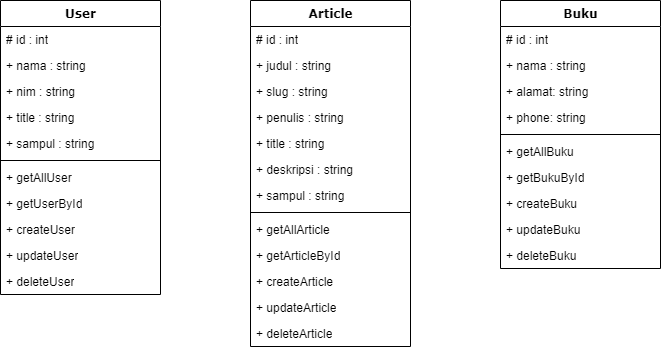 User
# id : int
+ nama : string
+ nim : string
+ title : string
+ sampul : string
+ getAllUser
+ getUserById
+ createUser
+ updateUser
+ deleteUser
Article
# id : int
+ judul : string
+ slug : string
+ penulis : string
+ title : string
+ deskripsi : string
+ sampul : string
+ getAllArticle
+ getArticleById
+ createArticle
+ updateArticle
+ deleteArticle
Buku
# id : int
+ nama : string
+ alamat: string
+ phone: string
+ getAllBuku
+ getBukuById
+ createBuku
+ updateBuku
+ deleteBuku